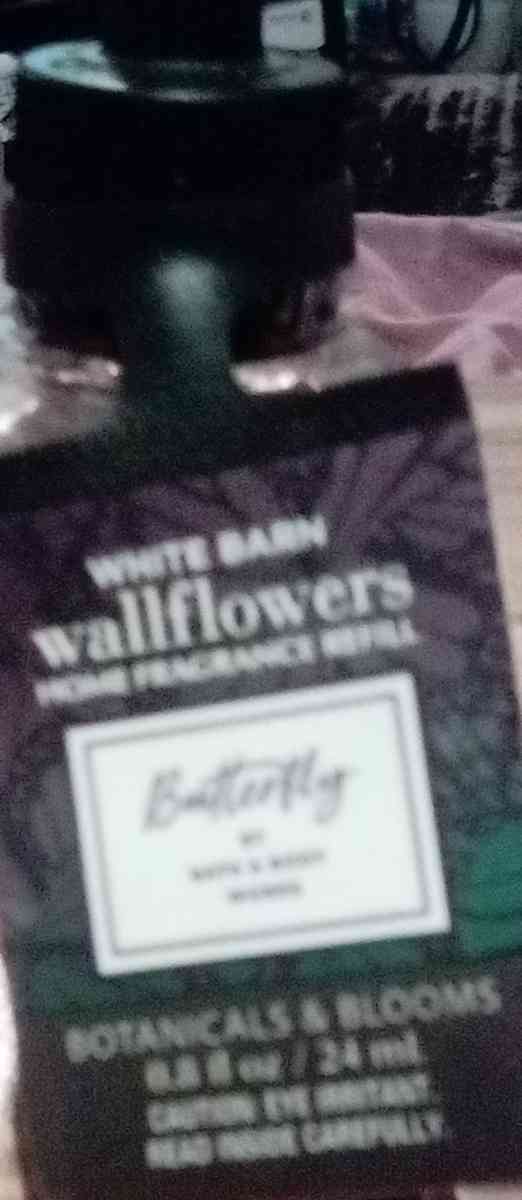 WHITE BARN
wallflowers
HOME FRAGRANCE REFILL
Butterfly
BY
BATH & BODY
WORKS
BOTANICALS & BLOOMS
0.8 fl oz / 24 mL
CAUTION: EYE IRRITANT.
READ INSIDE CAREFULLY.